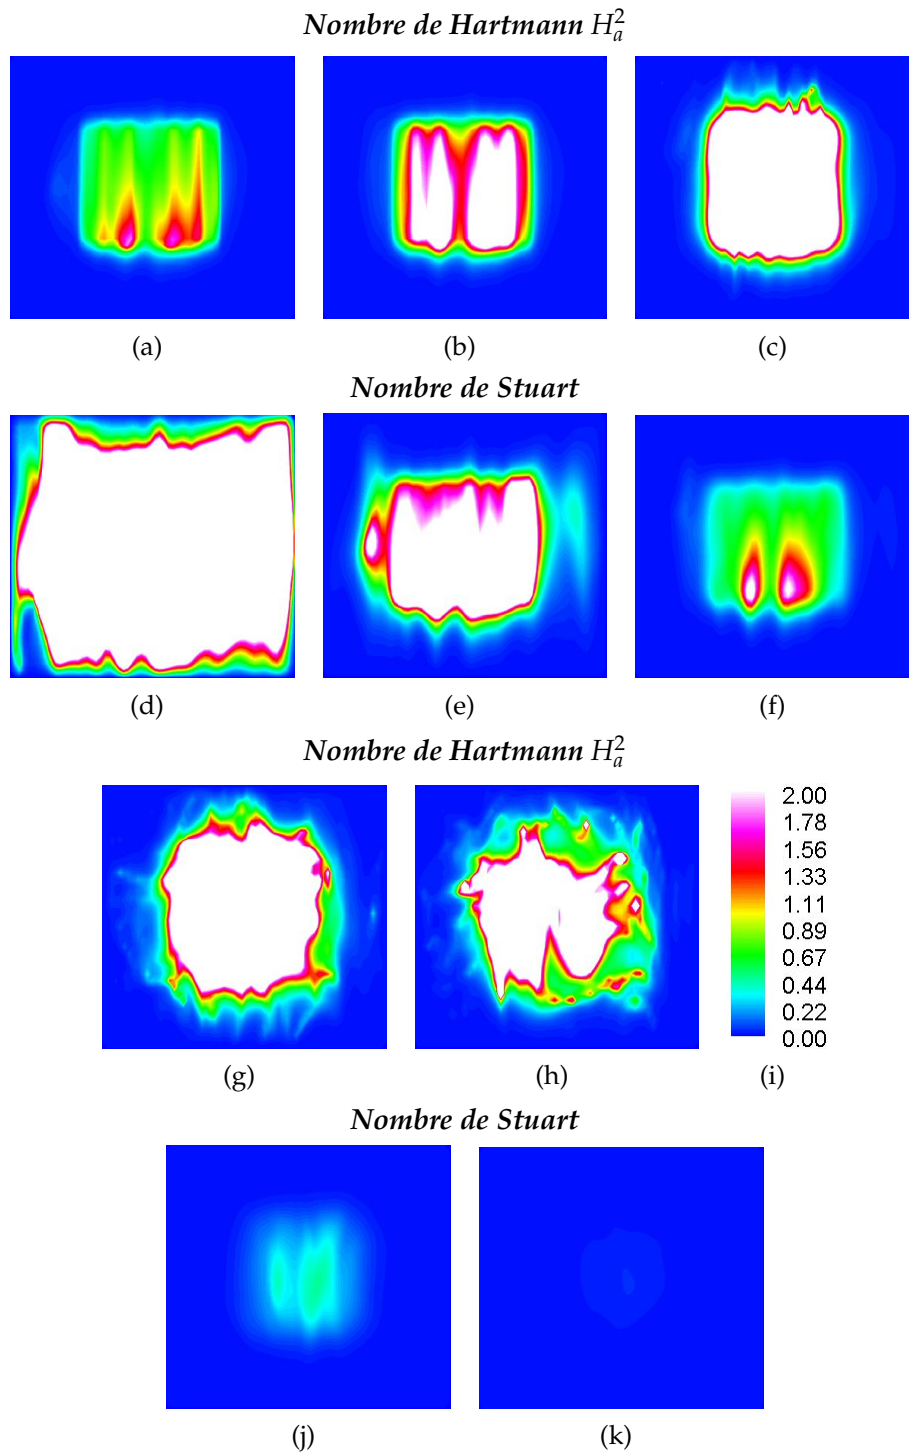 Nombre de Hartmann $H_a^2$
(a) (b) (c)
Nombre de Stuart
(d) (e) (f)
Nombre de Hartmann $H_a^2$
2.00
1.78
1.56
1.33
1.11
0.89
0.67
0.44
0.22
0.00
(g) (h) (i)
Nombre de Stuart
(j) (k)